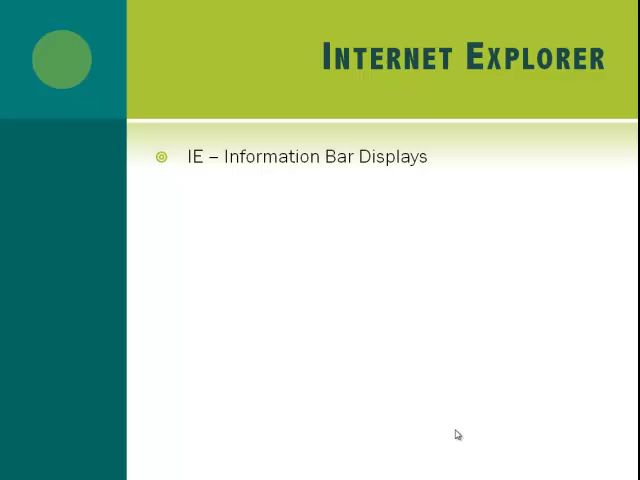 INTERNET EXPLORER
IE – Information Bar Displays